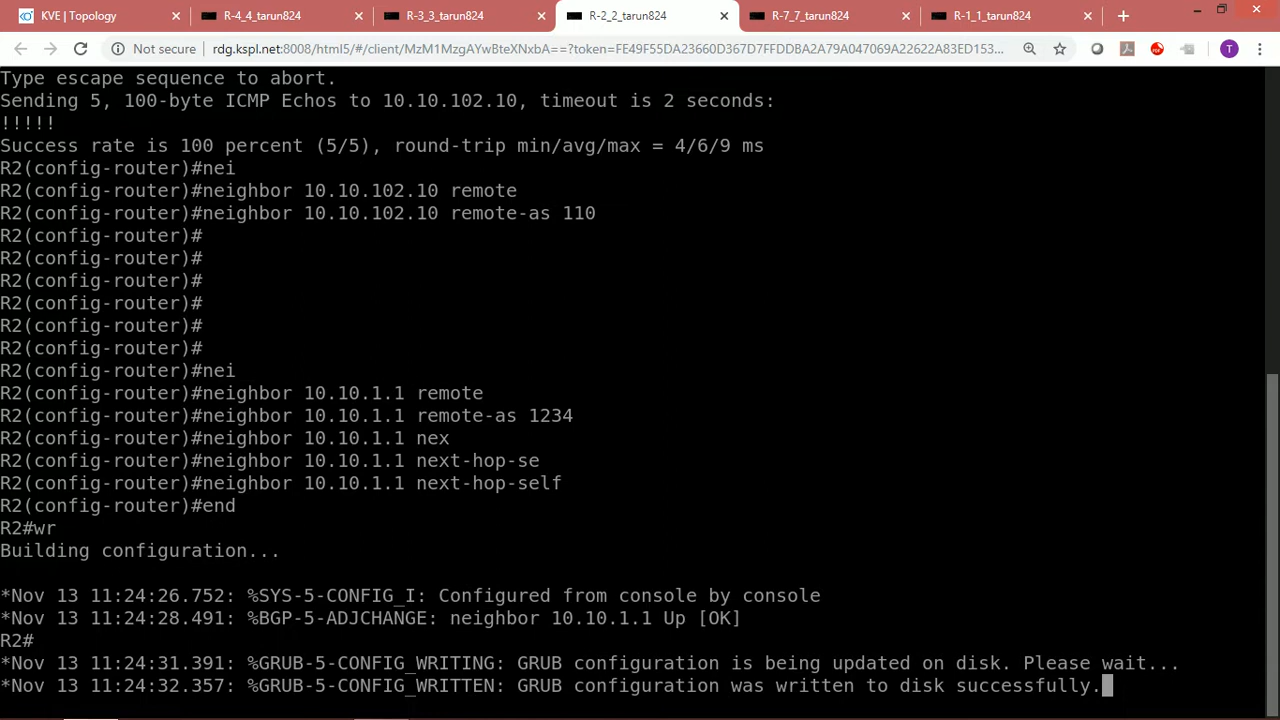 KVE | Topology
R-4_4_tarun824
R-3_3_tarun824
R-2_2_tarun824
R-7_7_tarun824
R-1_1_tarun824
Not secure | rdg.kspl.net:8008/html5/#/client/MzM1MzgAYwBteXNxbA==?token=FE49F55DA23660D367D7FFDDBA2A79A047069A22622A83ED153...
T
Type escape sequence to abort.
Sending 5, 100-byte ICMP Echos to 10.10.102.10, timeout is 2 seconds:
!!!!!
Success rate is 100 percent (5/5), round-trip min/avg/max = 4/6/9 ms
R2(config-router)#nei
R2(config-router)#neighbor 10.10.102.10 remote
R2(config-router)#neighbor 10.10.102.10 remote-as 110
R2(config-router)#
R2(config-router)#
R2(config-router)#
R2(config-router)#
R2(config-router)#
R2(config-router)#
R2(config-router)#nei
R2(config-router)#neighbor 10.10.1.1 remote
R2(config-router)#neighbor 10.10.1.1 remote-as 1234
R2(config-router)#neighbor 10.10.1.1 nex
R2(config-router)#neighbor 10.10.1.1 next-hop-se
R2(config-router)#neighbor 10.10.1.1 next-hop-self
R2(config-router)#end
R2#wr
Building configuration...
*Nov 13 11:24:26.752: %SYS-5-CONFIG_I: Configured from console by console
*Nov 13 11:24:28.491: %BGP-5-ADJCHANGE: neighbor 10.10.1.1 Up [OK]
R2#
*Nov 13 11:24:31.391: %GRUB-5-CONFIG_WRITING: GRUB configuration is being updated on disk. Please wait...
*Nov 13 11:24:32.357: %GRUB-5-CONFIG_WRITTEN: GRUB configuration was written to disk successfully.